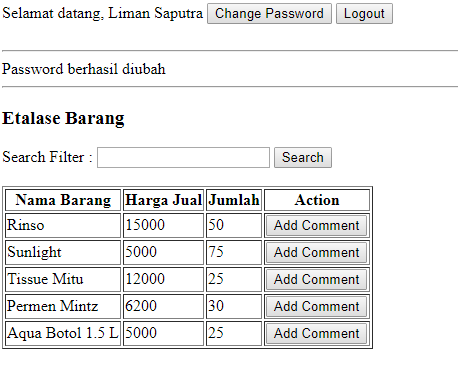 Selamat datang, Liman Saputra Change Password Logout
Password berhasil diubah
Etalase Barang
Search Filter : Search
Nama Barang Harga Jual Jumlah Action
Rinso 15000 50 Add Comment
Sunlight 5000 75 Add Comment
Tissue Mitu 12000 25 Add Comment
Permen Mintz 6200 30 Add Comment
Aqua Botol 1.5 L 5000 25 Add Comment